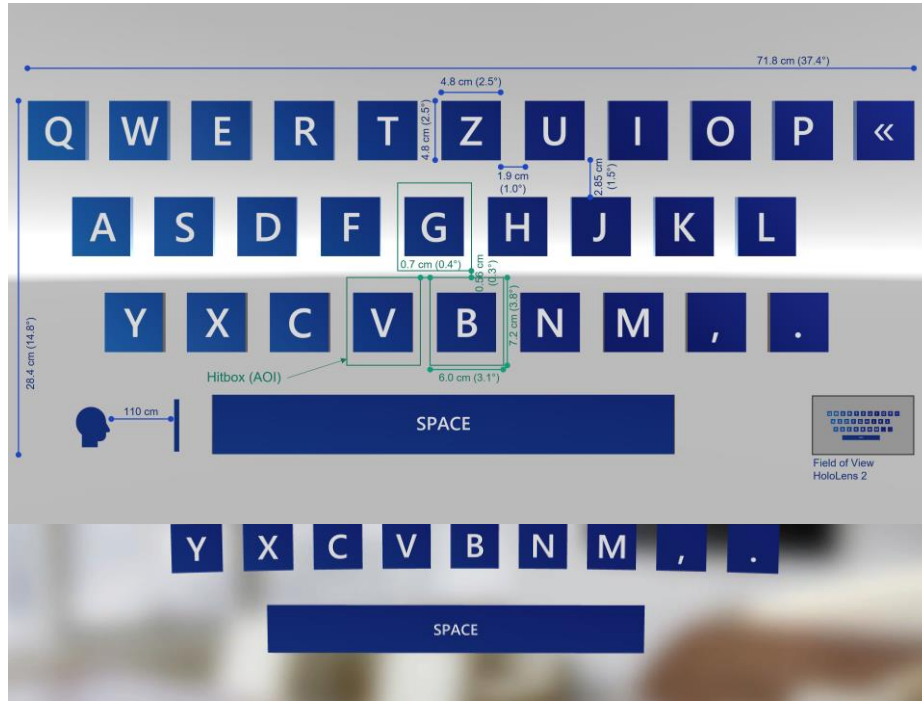 71.8 cm (37.4°)
4.8 cm (2.5°)
Q W E R T Z U I O P «
4.8 cm (2.5°)
1.9 cm
(1.0°)
2.85 cm
(1.5°)
A S D F G H J K L
0.7 cm (0.4°)
0.56 cm
(0.3°)
Y X C V B N M , .
7.2 cm (3.8°)
28.4 cm (14.8°)
Hitbox (AOI)
6.0 cm (3.1°)
110 cm
SPACE
Field of View
HoloLens 2
Y X C V B N M , .
SPACE